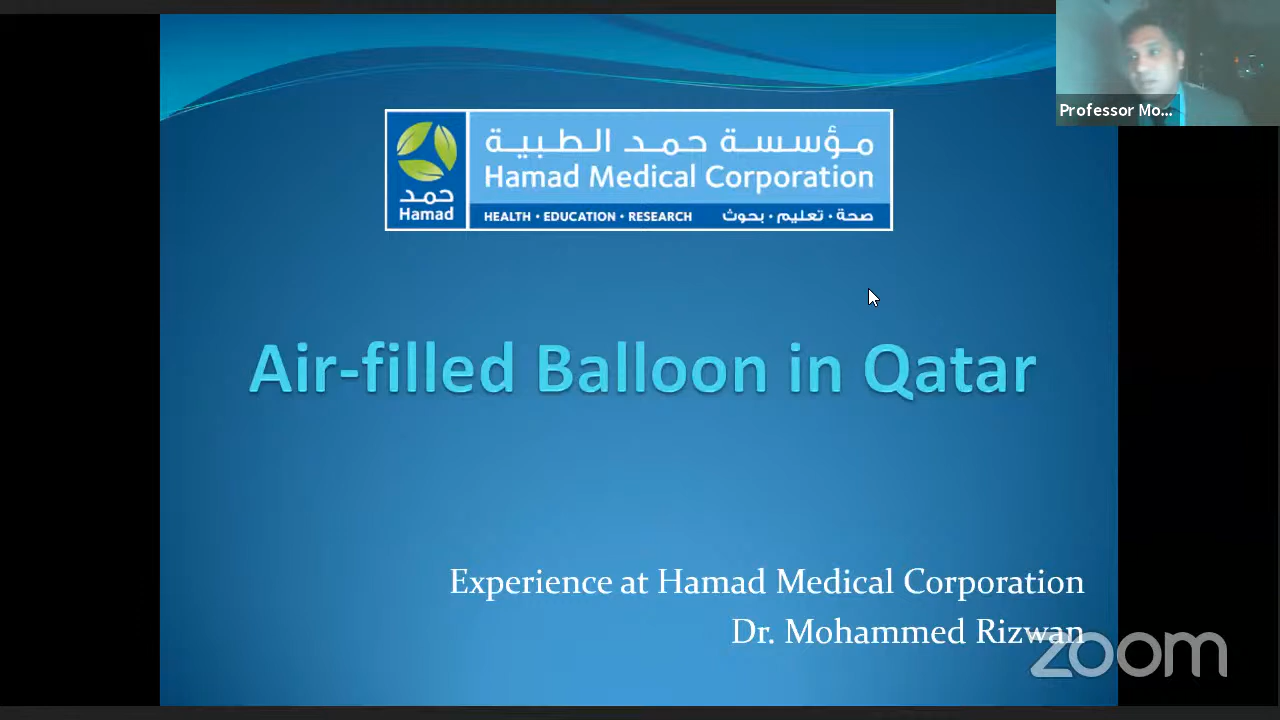 Professor Mo...
مؤسسة حمد الطبية
Hamad Medical Corporation
حمد
Hamad
HEALTH • EDUCATION • RESEARCH صحة • تعليم • بحوث
Air-filled Balloon in Qatar
Experience at Hamad Medical Corporation
Dr. Mohammed Rizwan
zoom